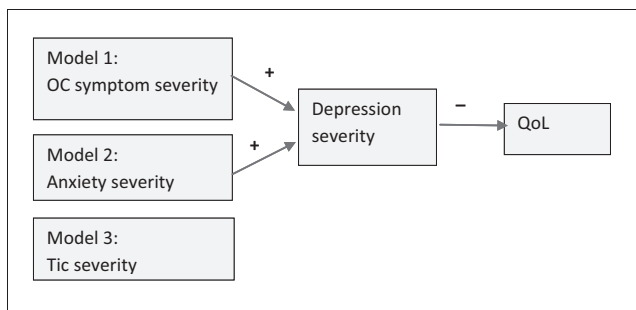 Model 1:
OC symptom severity
+
Depression
severity
–
QoL
Model 2:
Anxiety severity
+
Model 3:
Tic severity